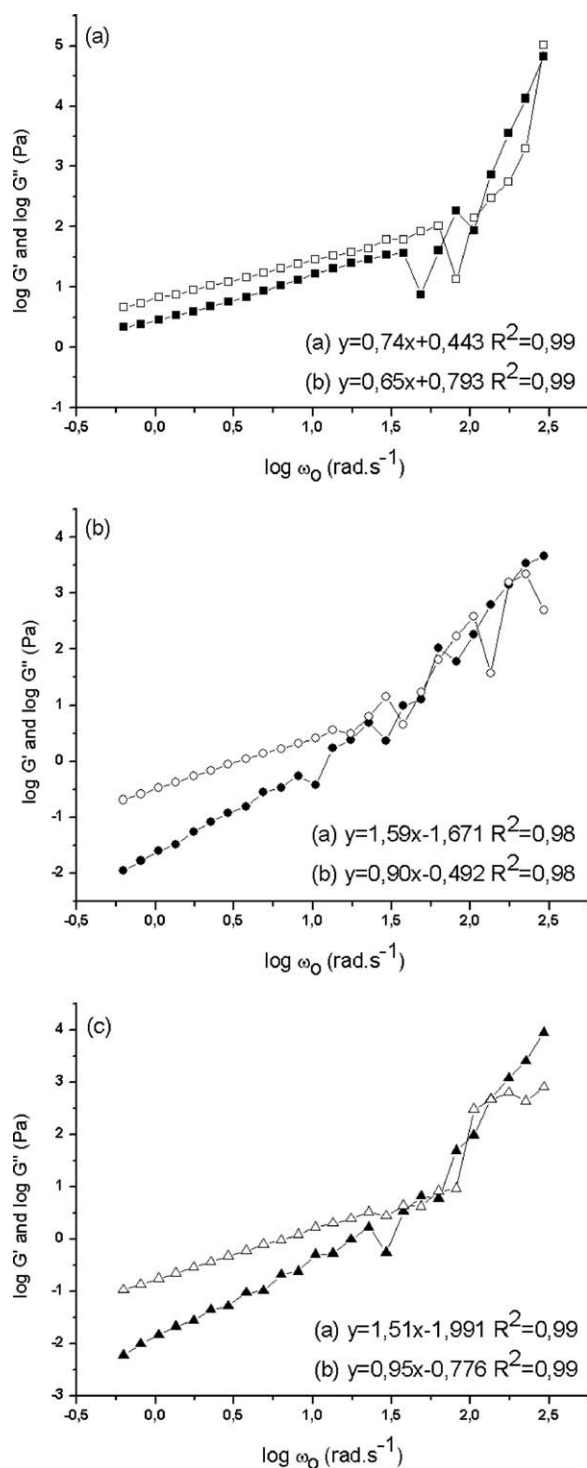 (a)
5
4
3
2
1
0
-1
log G' and log G" (Pa)
(a) y=0,74x+0,443 R²=0,99
(b) y=0,65x+0,793 R²=0,99
-0,5 0,0 0,5 1,0 1,5 2,0 2,5
log ωo (rad.s⁻¹)
(b)
4
3
2
1
0
-1
-2
log G' and log G" (Pa)
(a) y=1,59x-1,671 R²=0,98
(b) y=0,90x-0,492 R²=0,98
-0,5 0,0 0,5 1,0 1,5 2,0 2,5
log ωo (rad.s⁻¹)
(c)
4
3
2
1
0
-1
-2
-3
log G' and log G" (Pa)
(a) y=1,51x-1,991 R²=0,99
(b) y=0,95x-0,776 R²=0,99
-0,5 0,0 0,5 1,0 1,5 2,0 2,5
log ωo (rad.s⁻¹)